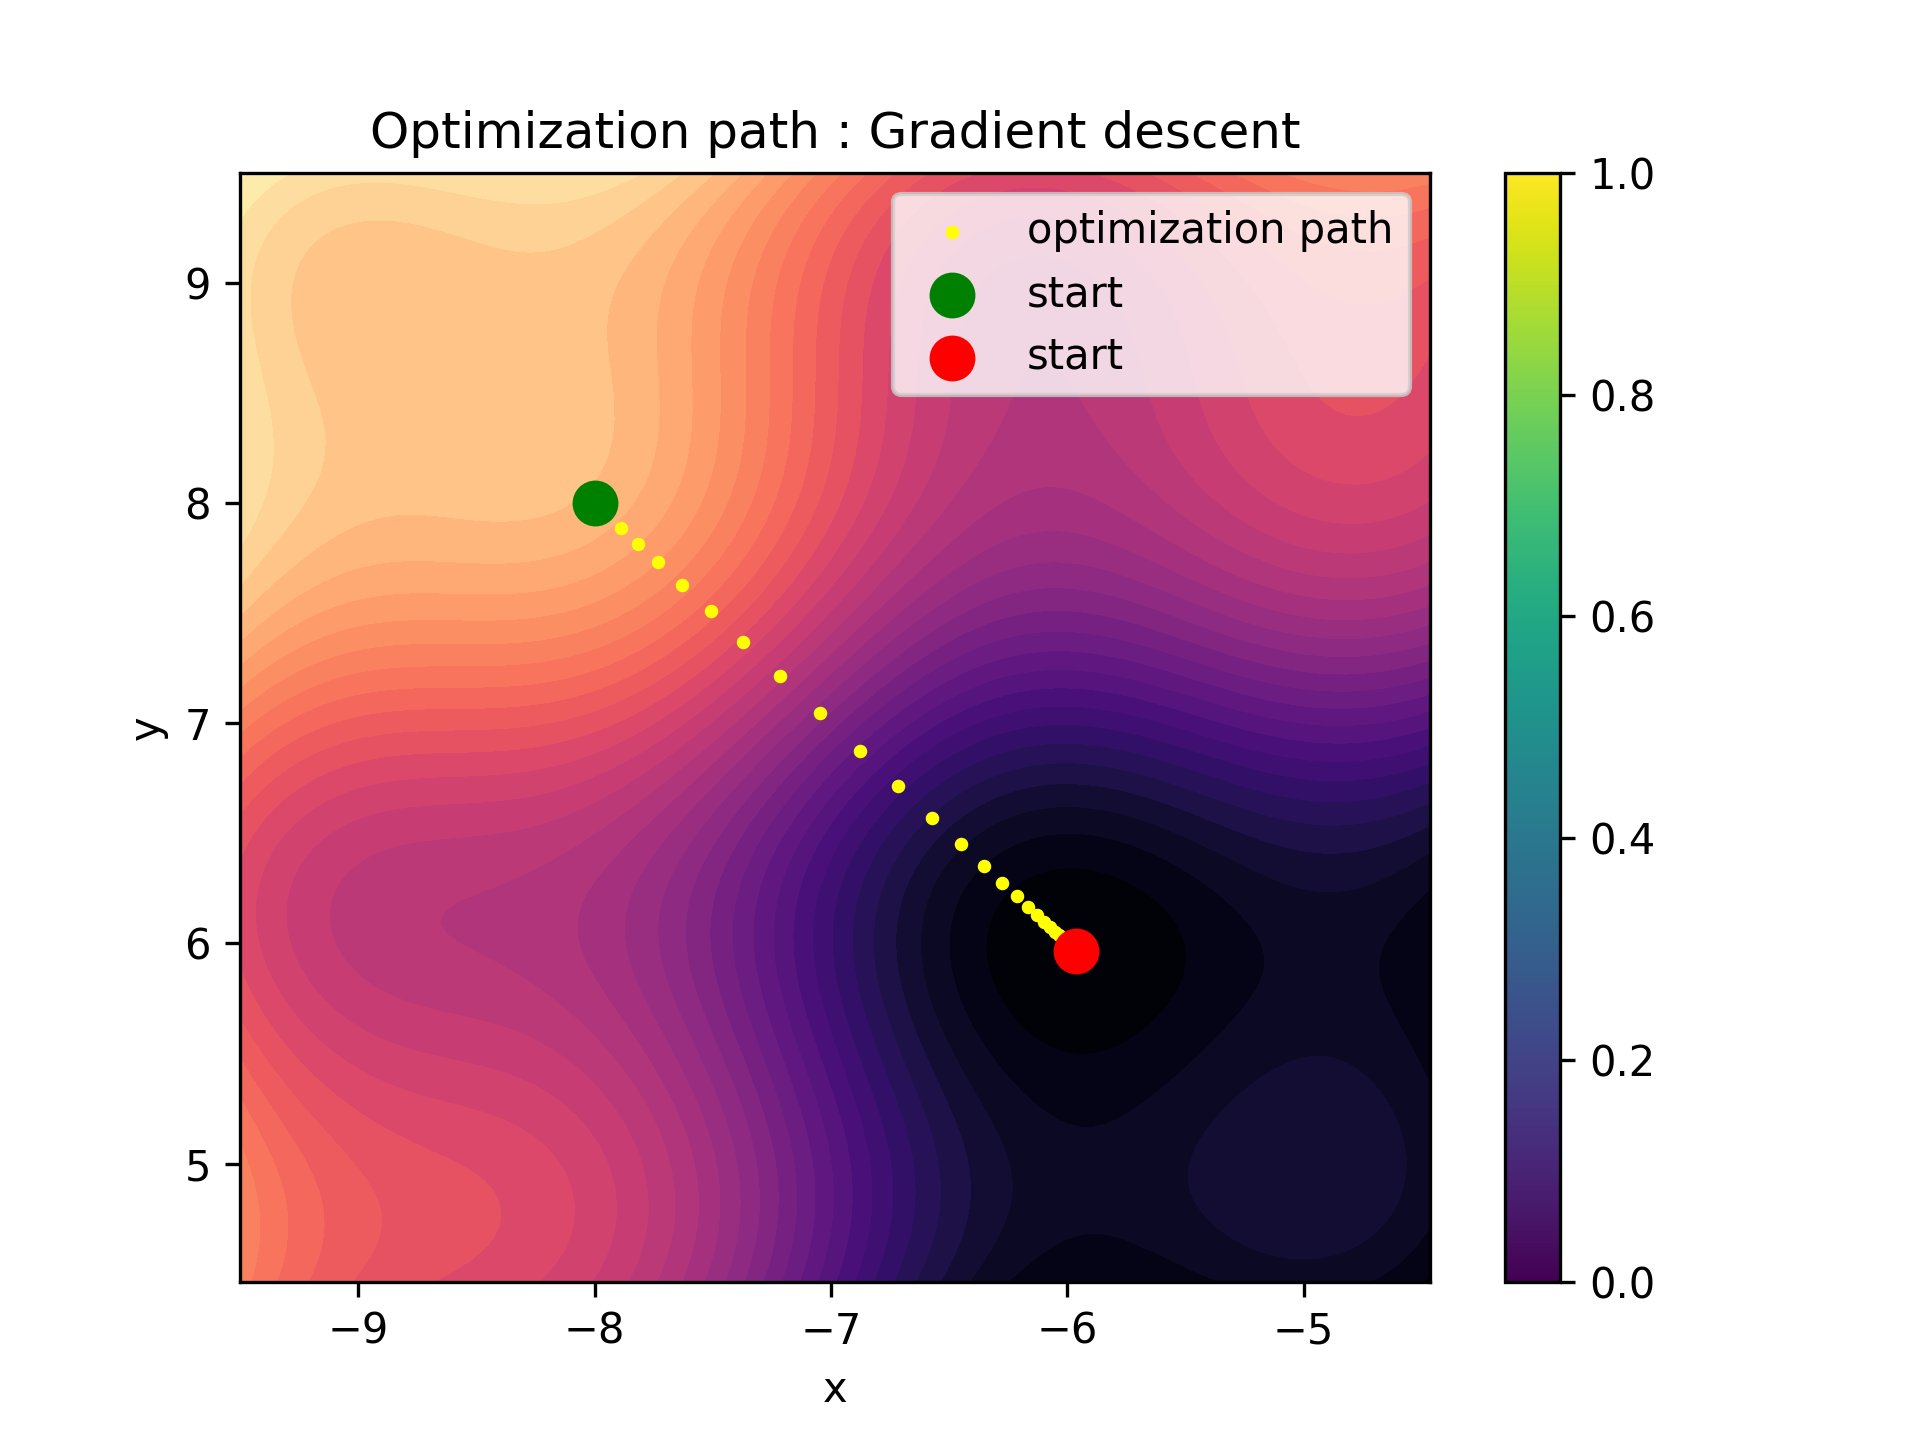 Optimization path : Gradient descent
optimization path
start
start
9
8
7
6
5
y
−9 −8 −7 −6 −5
x
1.0
0.8
0.6
0.4
0.2
0.0